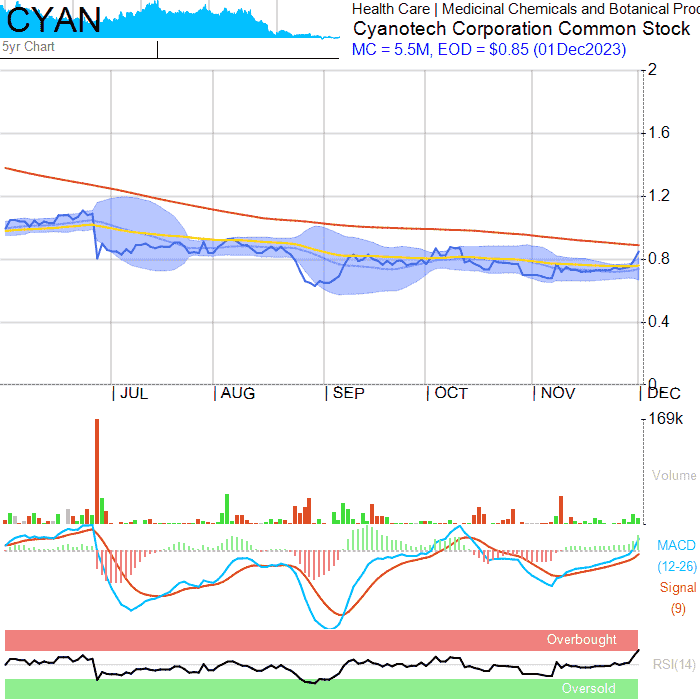 CYAN
5yr Chart
Health Care | Medicinal Chemicals and Botanical Proc
Cyanotech Corporation Common Stock
MC = 5.5M, EOD = $0.85 (01Dec2023)
2
1.6
1.2
0.8
0.4
0
JUL AUG SEP OCT NOV DEC
169k
Volume
MACD
(12-26)
Signal
(9)
Overbought
RSI(14)
Oversold